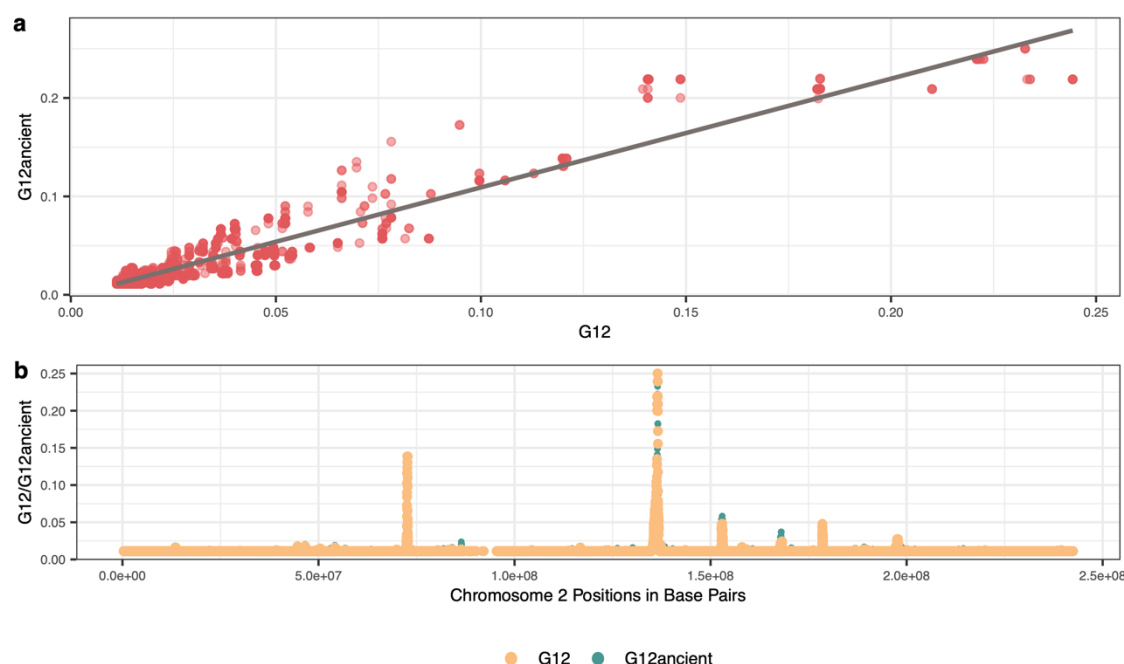 a
G12ancient
0.2
0.1
0.0
0.00 0.05 0.10 0.15 0.20 0.25
G12
b
G12/G12ancient
0.25
0.20
0.15
0.10
0.05
0.00
0.0e+00 5.0e+07 1.0e+08 1.5e+08 2.0e+08 2.5e+08
Chromosome 2 Positions in Base Pairs
G12 G12ancient